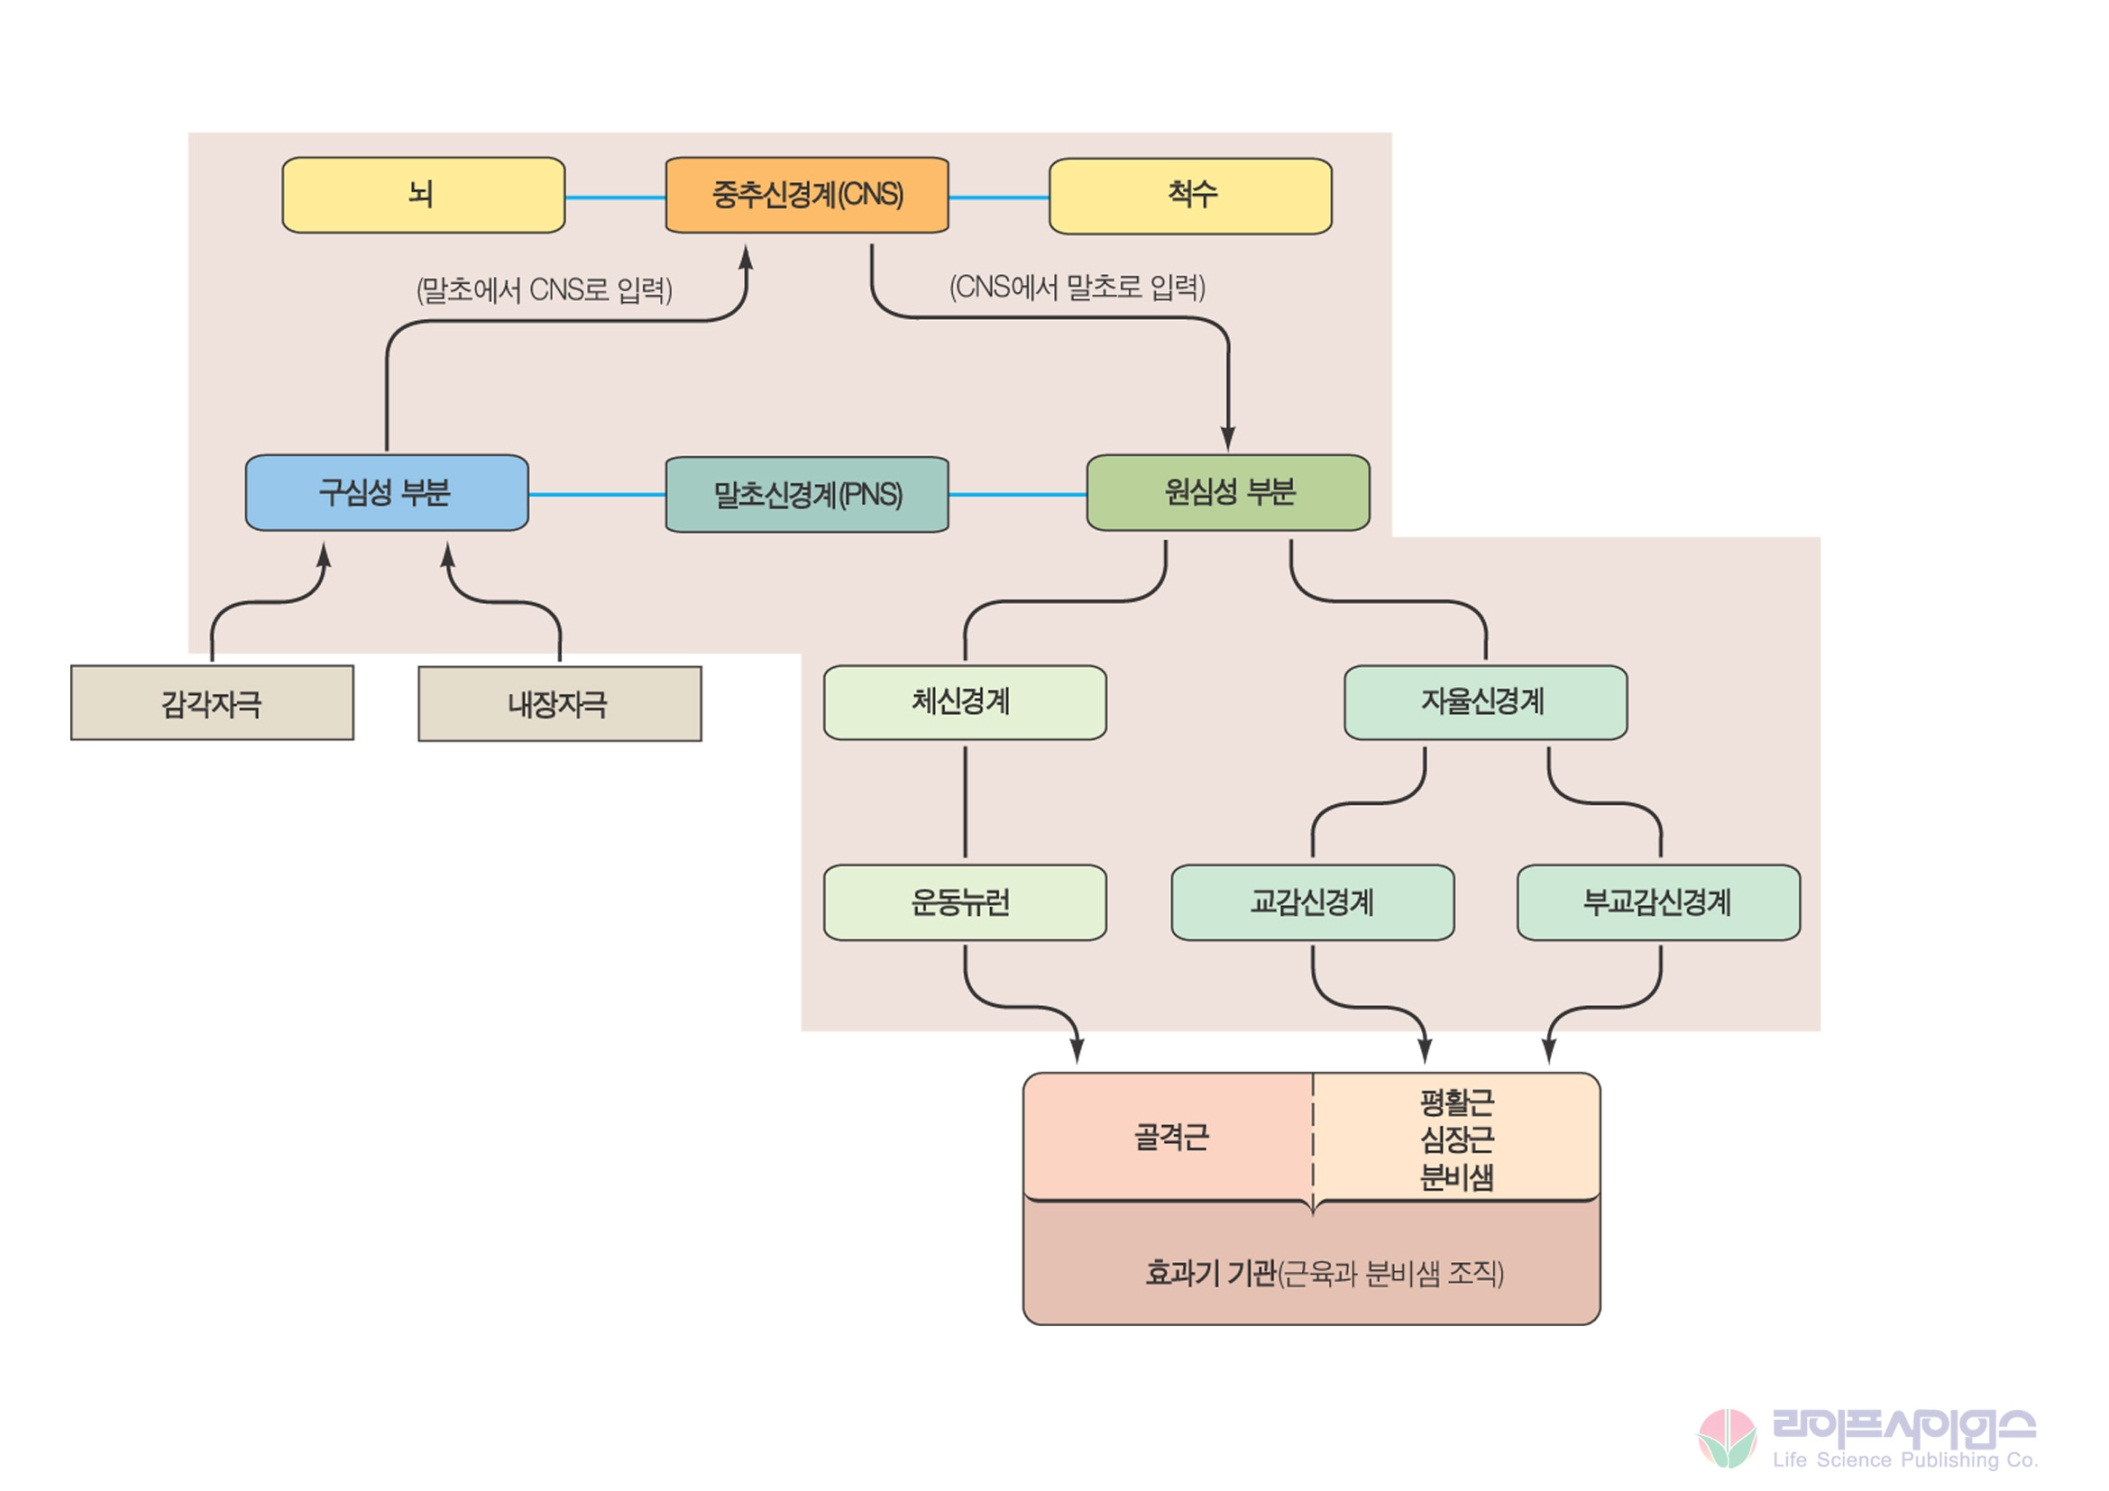 뇌
중추신경계(CNS)
척수
(말초에서 CNS로 입력)
(CNS에서 말초로 입력)
구심성 부분
말초신경계(PNS)
원심성 부분
감각자극
내장자극
체신경계
자율신경계
운동뉴런
교감신경계
부교감신경계
골격근
평활근
심장근
분비샘
효과기 기관(근육과 분비샘 조직)
라이프사이언스
Life Science Publishing Co.